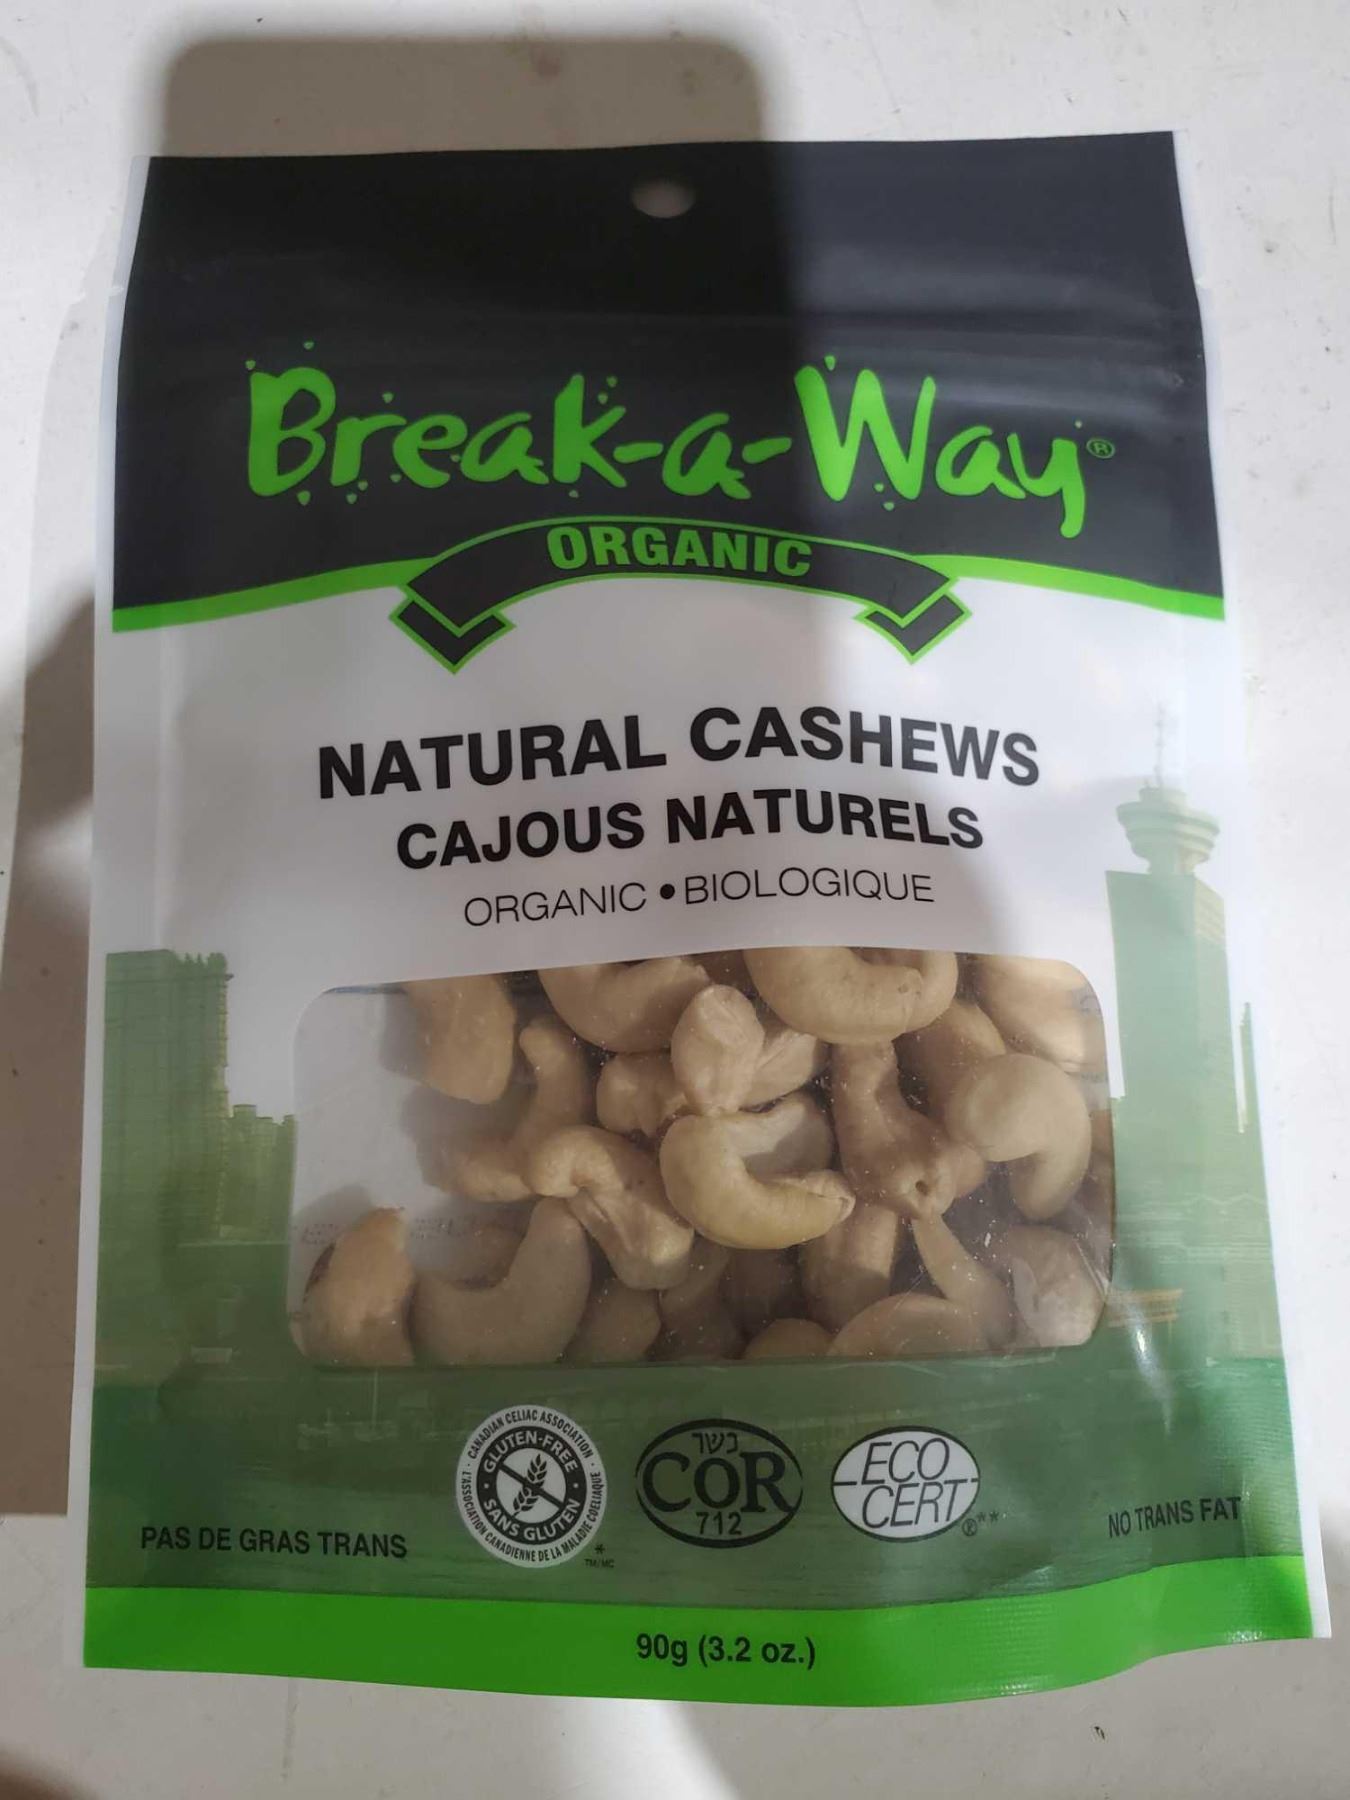 Break-a-Way®
ORGANIC
NATURAL CASHEWS
CAJOUS NATURELS
ORGANIC • BIOLOGIQUE
CANADIAN CELIAC ASSOCIATION
GLUTEN-FREE
SANS GLUTEN
L'ASSOCIATION CANADIENNE DE LA MALADIE COELIAQUE
*
TM/MC
כשר
COR
712
ECO
CERT
®**
PAS DE GRAS TRANS
NO TRANS FAT
90g (3.2 oz.)